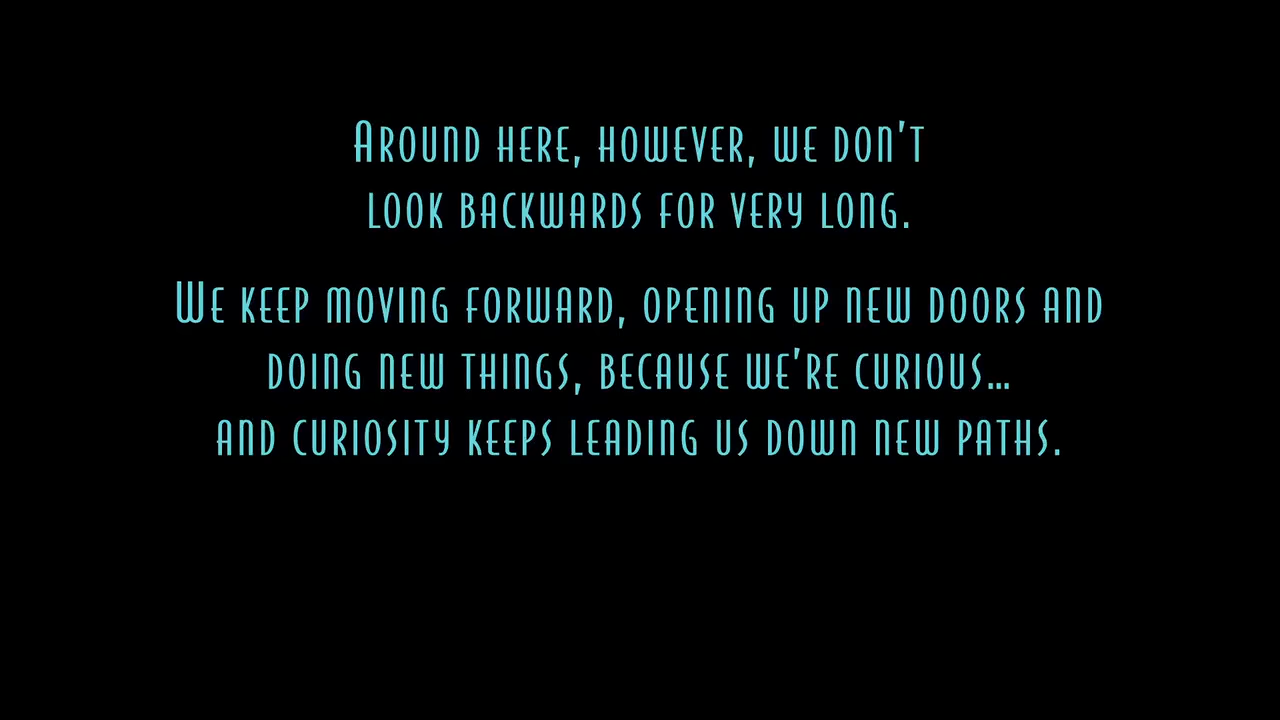 Around here, however, we don't
look backwards for very long.
We keep moving forward, opening up new doors and
doing new things, because we're curious...
and curiosity keeps leading us down new paths.